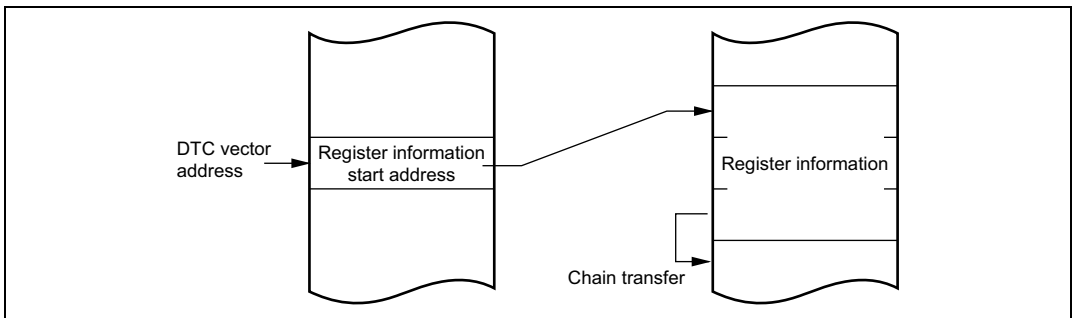 DTC vector
address
Register information
start address
Register information
Chain transfer